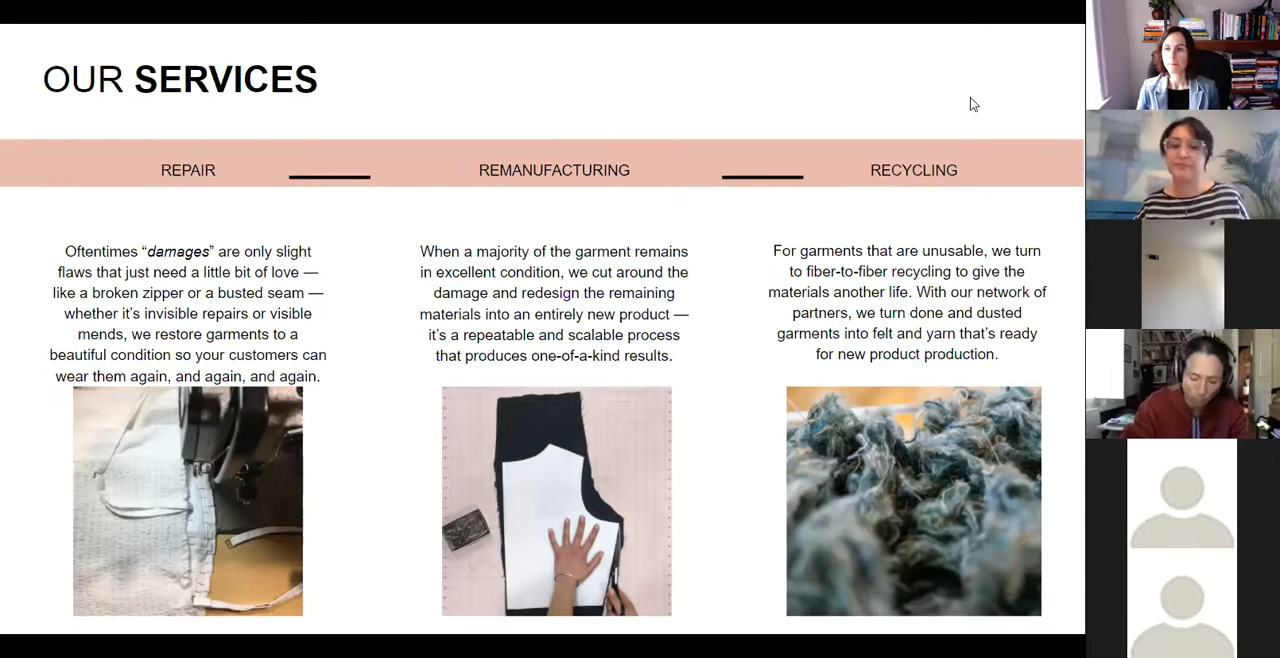 OUR SERVICES
REPAIR
REMANUFACTURING
RECYCLING
Oftentimes “damages” are only slight
flaws that just need a little bit of love —
like a broken zipper or a busted seam —
whether it’s invisible repairs or visible
mends, we restore garments to a
beautiful condition so your customers can
wear them again, and again, and again.
When a majority of the garment remains
in excellent condition, we cut around the
damage and redesign the remaining
materials into an entirely new product —
it’s a repeatable and scalable process
that produces one-of-a-kind results.
For garments that are unusable, we turn
to fiber-to-fiber recycling to give the
materials another life. With our network of
partners, we turn done and dusted
garments into felt and yarn that’s ready
for new product production.